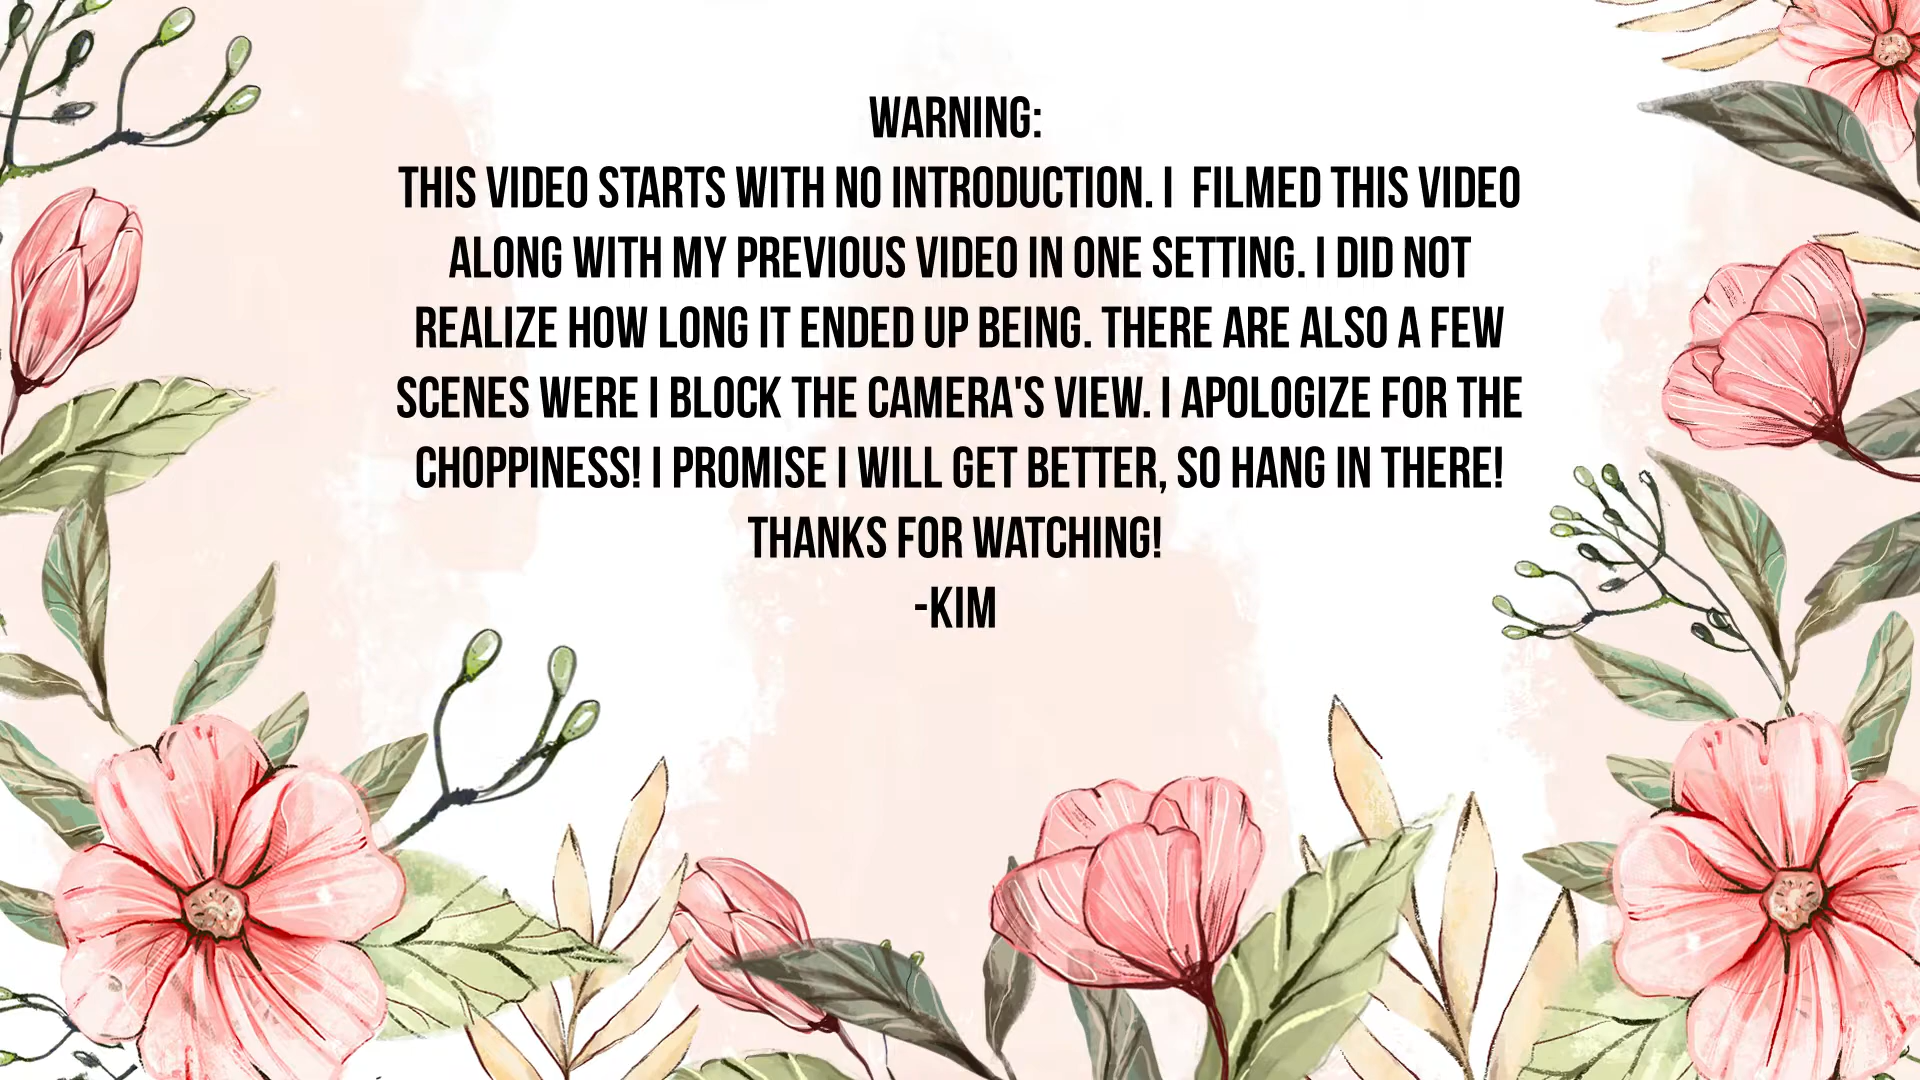 WARNING:
THIS VIDEO STARTS WITH NO INTRODUCTION. I FILMED THIS VIDEO
ALONG WITH MY PREVIOUS VIDEO IN ONE SETTING. I DID NOT
REALIZE HOW LONG IT ENDED UP BEING. THERE ARE ALSO A FEW
SCENES WERE I BLOCK THE CAMERA'S VIEW. I APOLOGIZE FOR THE
CHOPPINESS! I PROMISE I WILL GET BETTER, SO HANG IN THERE!
THANKS FOR WATCHING!
-KIM